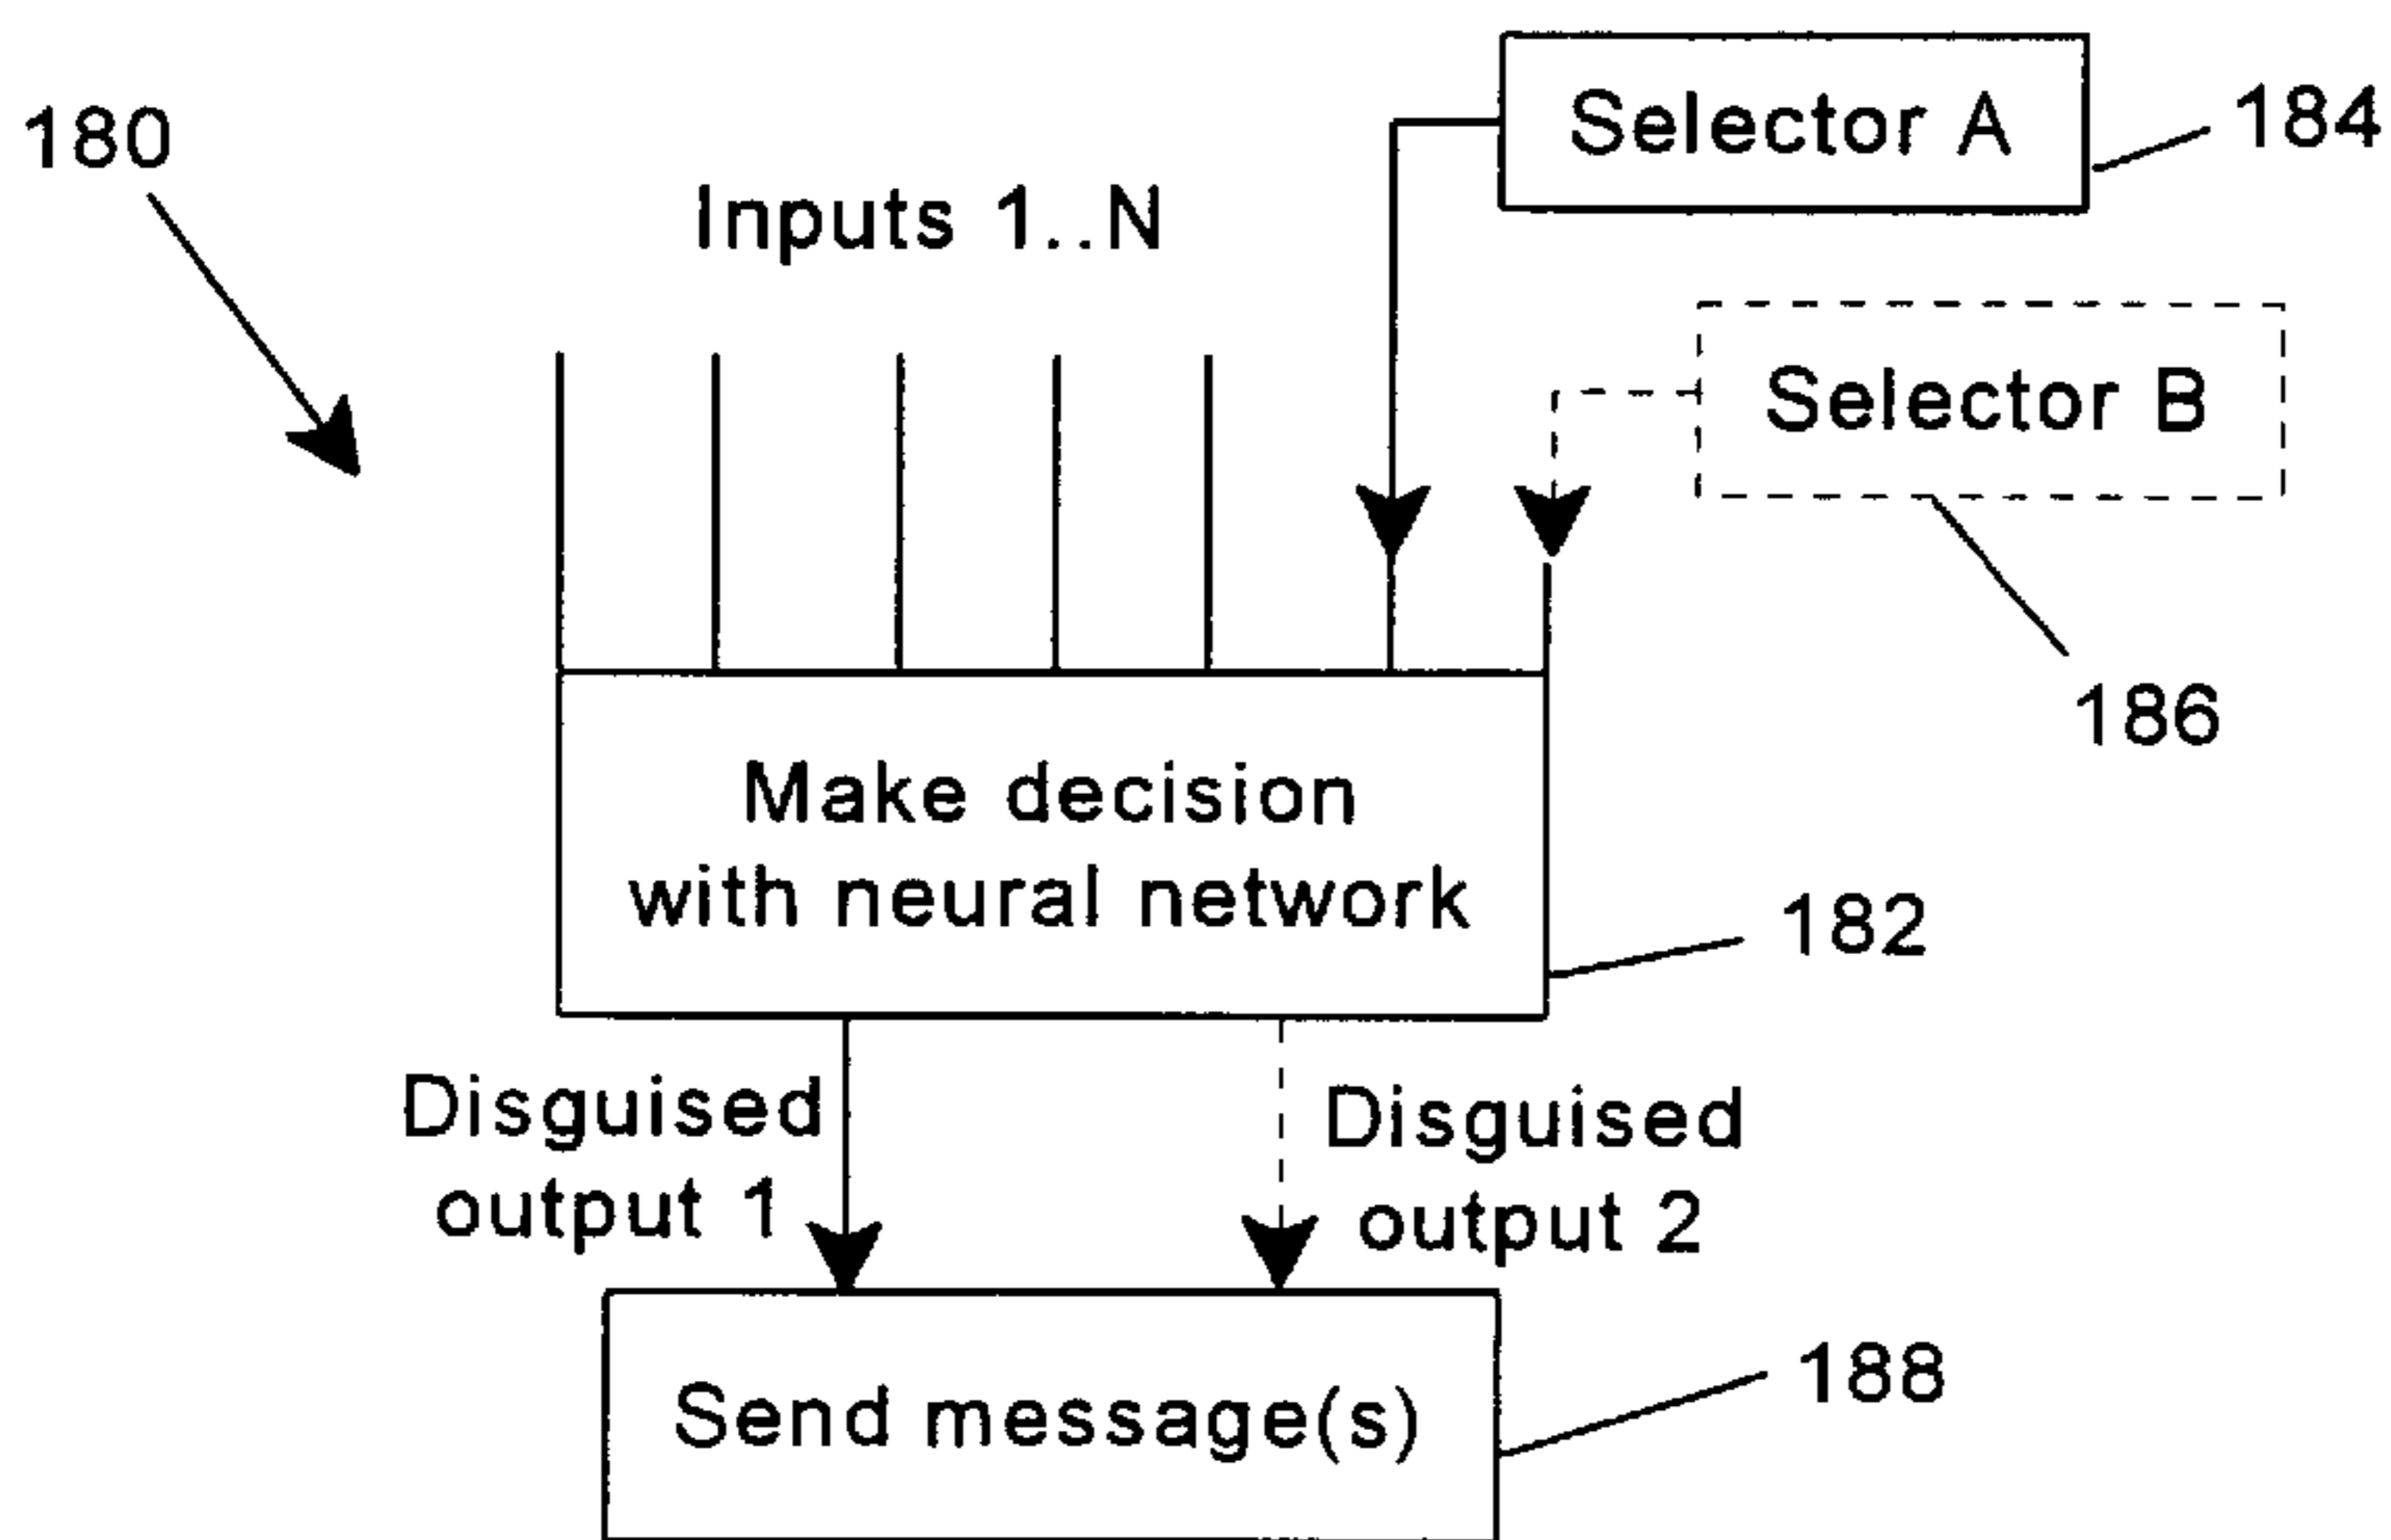 Selector A
184
180
Inputs 1..N
Selector B
186
Make decision
with neural network
182
Disguised
output 1
Disguised
output 2
Send message(s)
188